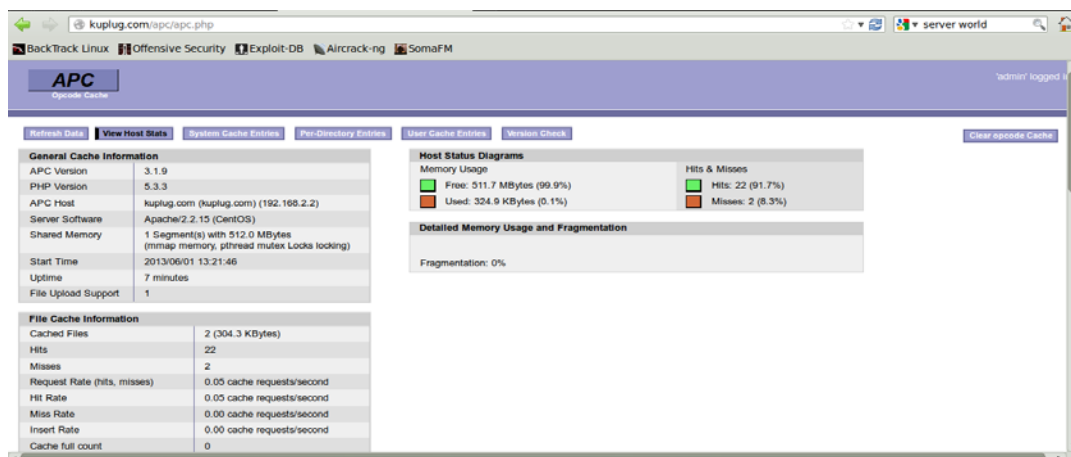 kuplug.com/apc/apc.php
server world
BackTrack Linux Offensive Security Exploit-DB Aircrack-ng SomaFM
APC
Opcode Cache
'admin' logged i
Refresh Data View Host Stats System Cache Entries Per-Directory Entries User Cache Entries Version Check Clear opcode Cache
General Cache Information
APC Version 3.1.9
PHP Version 5.3.3
APC Host kuplug.com (kuplug.com) (192.168.2.2)
Server Software Apache/2.2.15 (CentOS)
Shared Memory 1 Segment(s) with 512.0 MBytes
(mmap memory, pthread mutex Locks locking)
Start Time 2013/06/01 13:21:46
Uptime 7 minutes
File Upload Support 1
Host Status Diagrams
Memory Usage Hits & Misses
Free: 511.7 MBytes (99.9%) Hits: 22 (91.7%)
Used: 324.9 KBytes (0.1%) Misses: 2 (8.3%)
Detailed Memory Usage and Fragmentation
Fragmentation: 0%
File Cache Information
Cached Files 2 (304.3 KBytes)
Hits 22
Misses 2
Request Rate (hits, misses) 0.05 cache requests/second
Hit Rate 0.05 cache requests/second
Miss Rate 0.00 cache requests/second
Insert Rate 0.00 cache requests/second
Cache full count 0